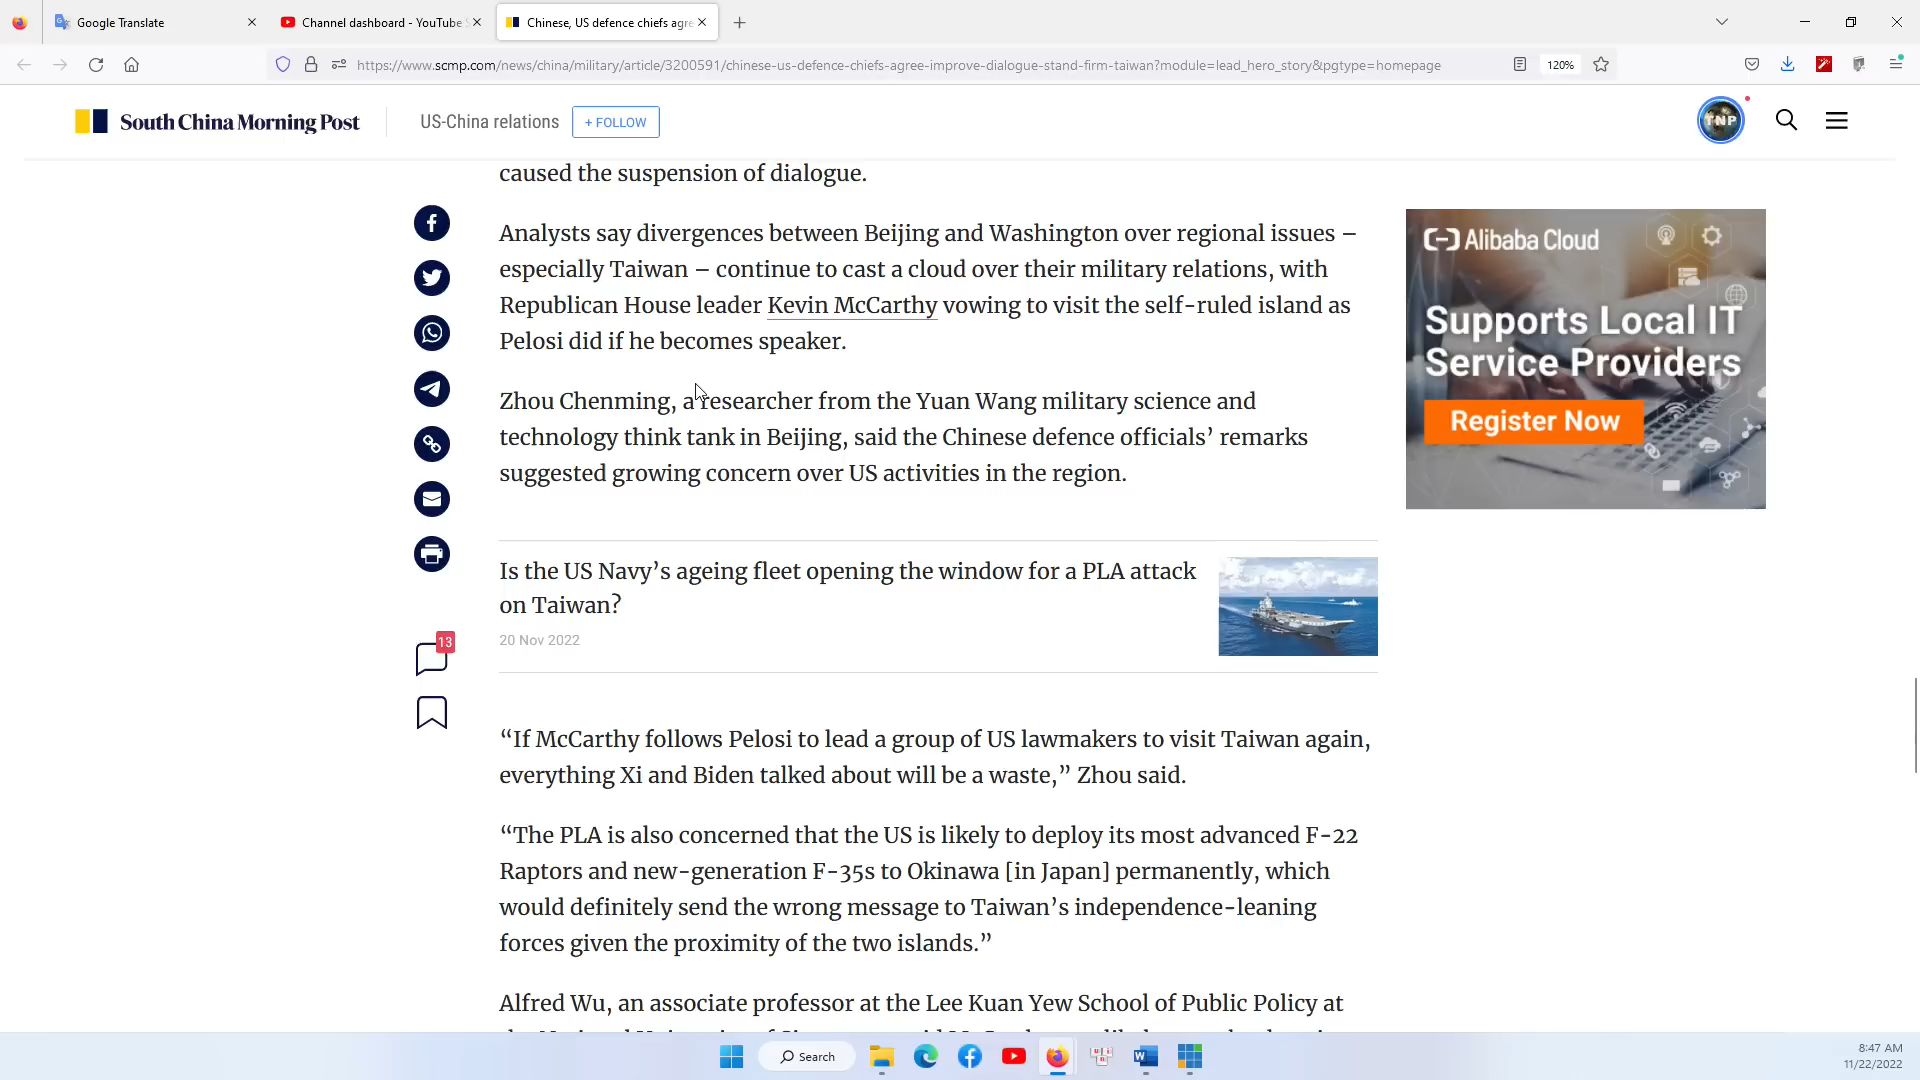 Google Translate
Channel dashboard - YouTube S
Chinese, US defence chiefs agre
https://www.scmp.com/news/china/military/article/3200591/chinese-us-defence-chiefs-agree-improve-dialogue-stand-firm-taiwan?module=lead_hero_story&pgtype=homepage
120%
South China Morning Post
US-China relations
+ FOLLOW
TNP
caused the suspension of dialogue.
Analysts say divergences between Beijing and Washington over regional issues –
especially Taiwan – continue to cast a cloud over their military relations, with
Republican House leader Kevin McCarthy vowing to visit the self-ruled island as
Pelosi did if he becomes speaker.
Zhou Chenming, a researcher from the Yuan Wang military science and
technology think tank in Beijing, said the Chinese defence officials’ remarks
suggested growing concern over US activities in the region.
Alibaba Cloud
Supports Local IT
Service Providers
Register Now
Is the US Navy’s ageing fleet opening the window for a PLA attack
on Taiwan?
20 Nov 2022
13
“If McCarthy follows Pelosi to lead a group of US lawmakers to visit Taiwan again,
everything Xi and Biden talked about will be a waste,” Zhou said.
“The PLA is also concerned that the US is likely to deploy its most advanced F-22
Raptors and new-generation F-35s to Okinawa [in Japan] permanently, which
would definitely send the wrong message to Taiwan’s independence-leaning
forces given the proximity of the two islands.”
Alfred Wu, an associate professor at the Lee Kuan Yew School of Public Policy at
Search
8:47 AM
11/22/2022